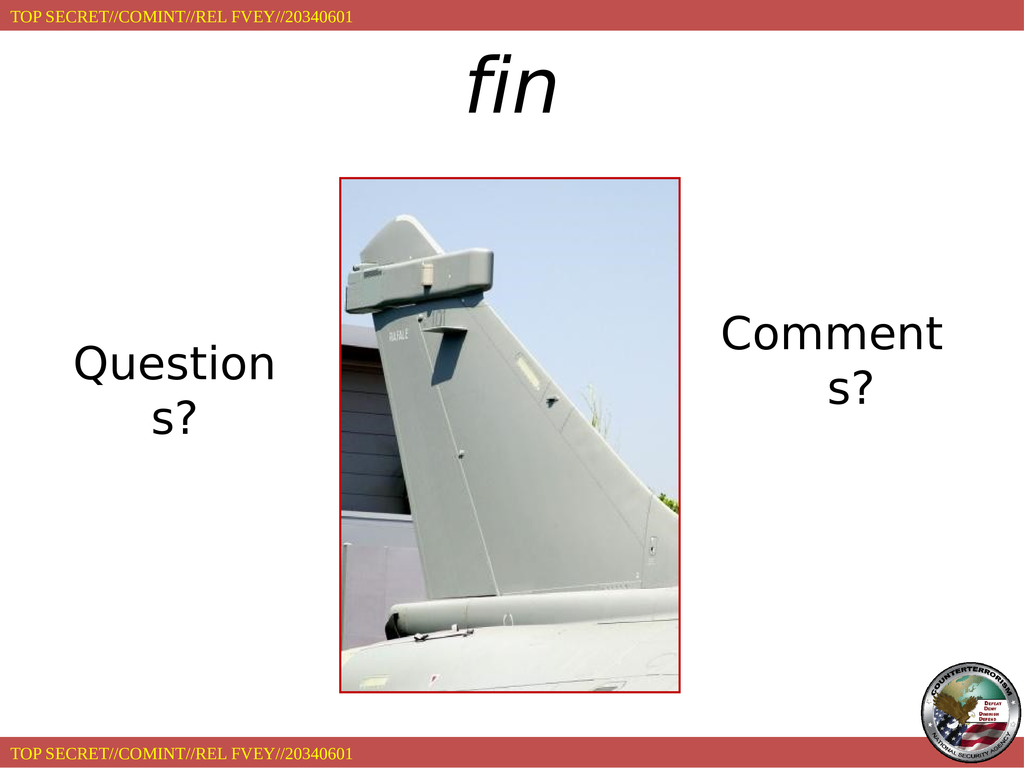 TOP SECRET//COMINT//REL FVEY//20340601
fin
Question
s?
RAFALE
Comment
s?
COUNTERTERRORISM
DEFEAT
DENY
DIMINISH
DEFEND
NATIONAL SECURITY AGENCY
TOP SECRET//COMINT//REL FVEY//20340601